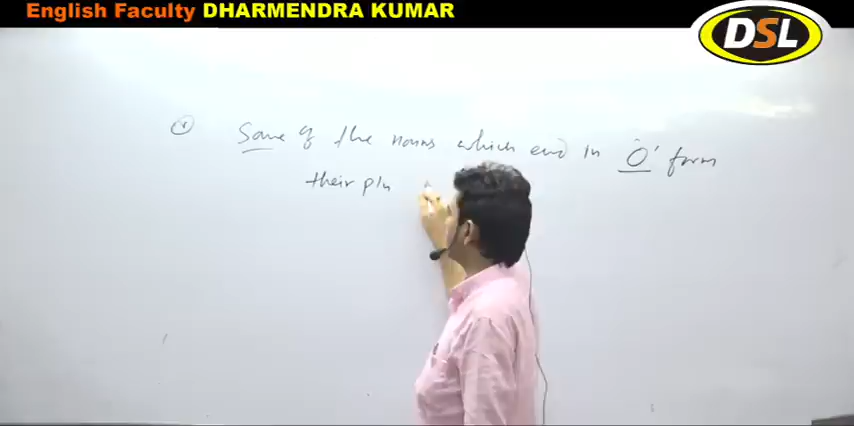 English Faculty DHARMENDRA KUMAR
DSL
Some of the nouns which end in 'O' form
their plu